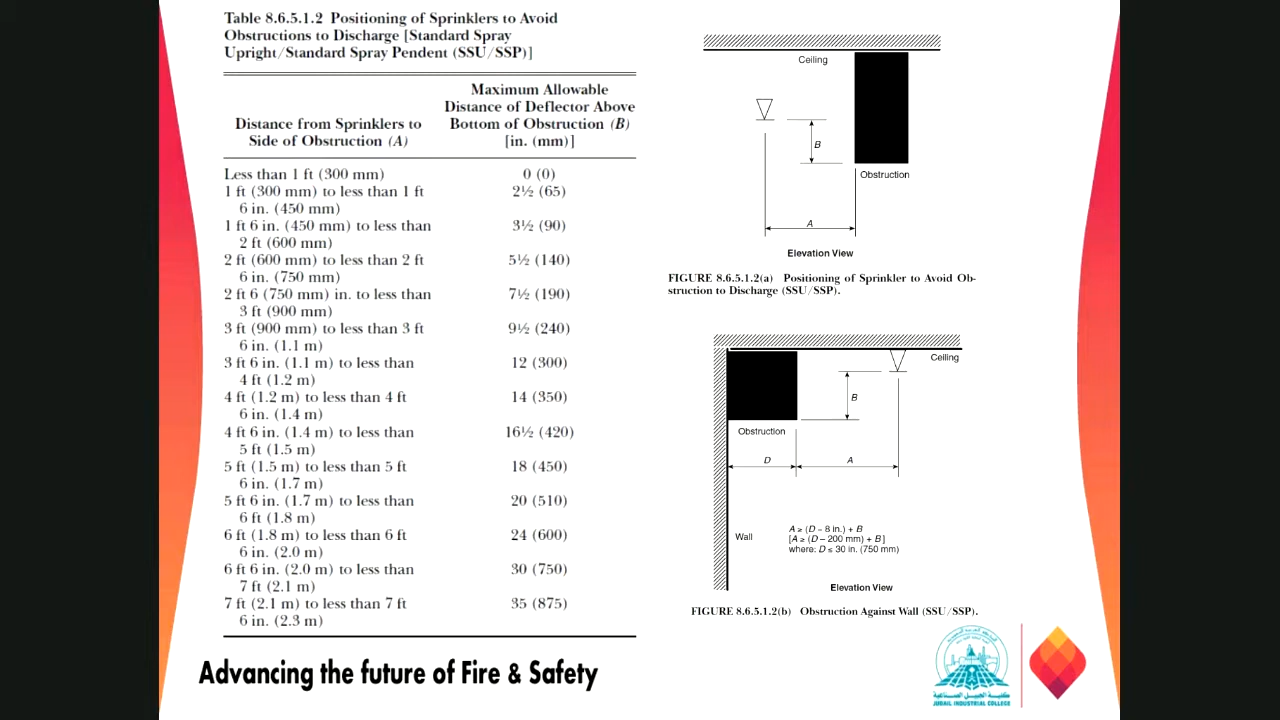 Table 8.6.5.1.2 Positioning of Sprinklers to Avoid
Obstructions to Discharge [Standard Spray
Upright/Standard Spray Pendent (SSU/SSP)]
Distance from Sprinklers to
Side of Obstruction (A)
Maximum Allowable
Distance of Deflector Above
Bottom of Obstruction (B)
[in. (mm)]
Less than 1 ft (300 mm) 0 (0)
1 ft (300 mm) to less than 1 ft 2½ (65)
6 in. (450 mm)
1 ft 6 in. (450 mm) to less than 3½ (90)
2 ft (600 mm)
2 ft (600 mm) to less than 2 ft 5½ (140)
6 in. (750 mm)
2 ft 6 (750 mm) in. to less than 7½ (190)
3 ft (900 mm)
3 ft (900 mm) to less than 3 ft 9½ (240)
6 in. (1.1 m)
3 ft 6 in. (1.1 m) to less than 12 (300)
4 ft (1.2 m)
4 ft (1.2 m) to less than 4 ft 14 (350)
6 in. (1.4 m)
4 ft 6 in. (1.4 m) to less than 16½ (420)
5 ft (1.5 m)
5 ft (1.5 m) to less than 5 ft 18 (450)
6 in. (1.7 m)
5 ft 6 in. (1.7 m) to less than 20 (510)
6 ft (1.8 m)
6 ft (1.8 m) to less than 6 ft 24 (600)
6 in. (2.0 m)
6 ft 6 in. (2.0 m) to less than 30 (750)
7 ft (2.1 m)
7 ft (2.1 m) to less than 7 ft 35 (875)
6 in. (2.3 m)
Ceiling
B
Obstruction
A
Elevation View
FIGURE 8.6.5.1.2(a) Positioning of Sprinkler to Avoid Ob-
struction to Discharge (SSU/SSP).
Ceiling
B
Obstruction
D A
Wall
A ≥ (D – 8 in.) + B
[A ≥ (D – 200 mm) + B]
where: D ≤ 30 in. (750 mm)
Elevation View
FIGURE 8.6.5.1.2(b) Obstruction Against Wall (SSU/SSP).
Advancing the future of Fire & Safety
كلية الجبيل الصناعية
JUBAIL INDUSTRIAL COLLEGE